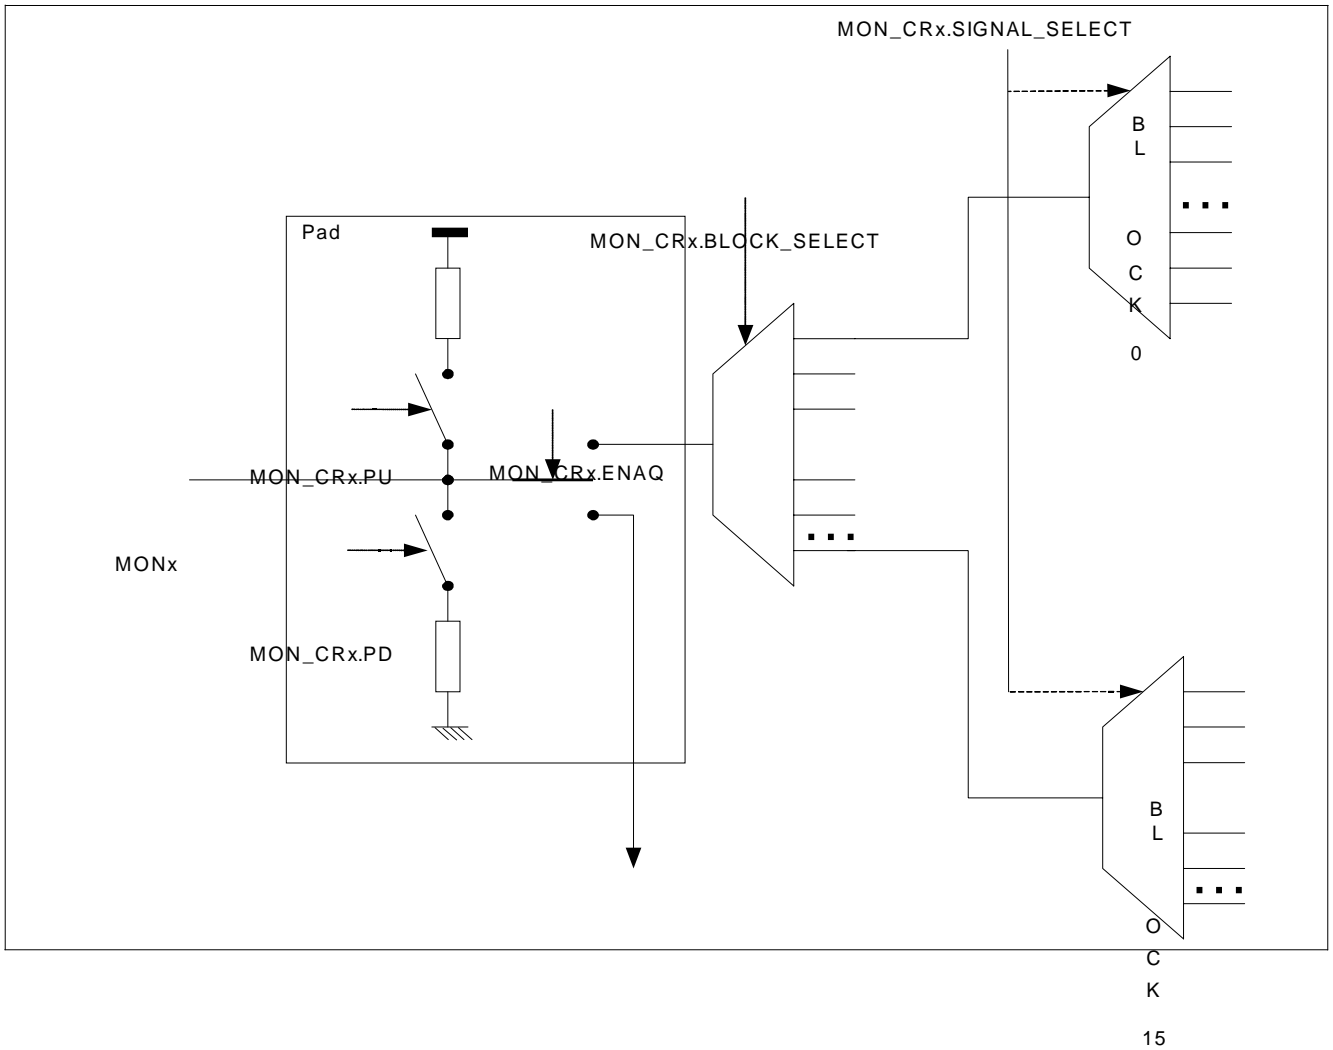 MON_CRx.SIGNAL_SELECT
B
L
O
C
K
0
Pad
MON_CRx.BLOCK_SELECT
MON_CRx.PU
MON_CRx.ENAQ
MONx
MON_CRx.PD
B
L
O
C
K
15